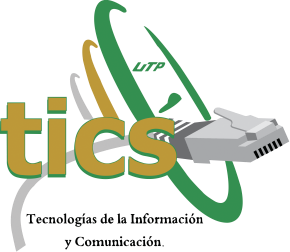 UTP
tics
Tecnologías de la Información
y Comunicación.